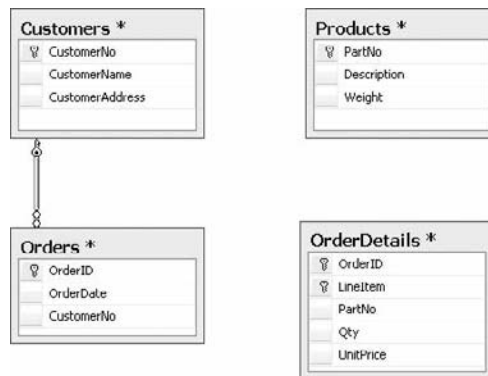 Customers *
CustomerNo
CustomerName
CustomerAddress
Products *
PartNo
Description
Weight
Orders *
OrderID
OrderDate
CustomerNo
OrderDetails *
OrderID
LineItem
PartNo
Qty
UnitPrice